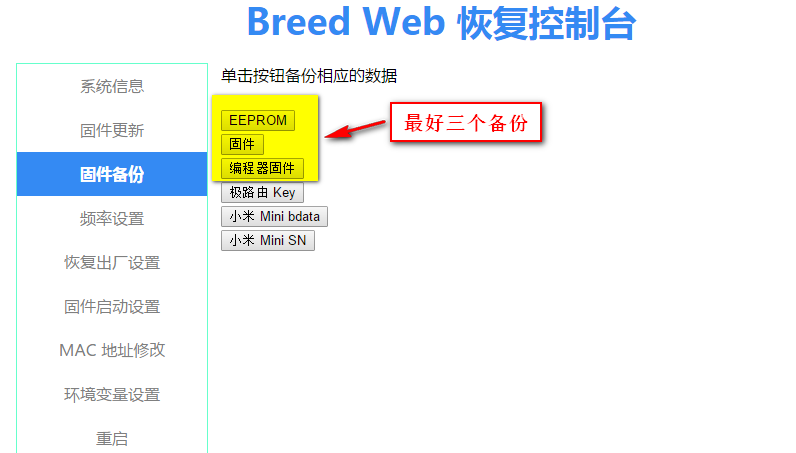 Breed Web 恢复控制台
系统信息
固件更新
固件备份
频率设置
恢复出厂设置
固件启动设置
MAC 地址修改
环境变量设置
重启
单击按钮备份相应的数据
EEPROM
固件
编程器固件
极路由 Key
小米 Mini bdata
小米 Mini SN
最好三个备份